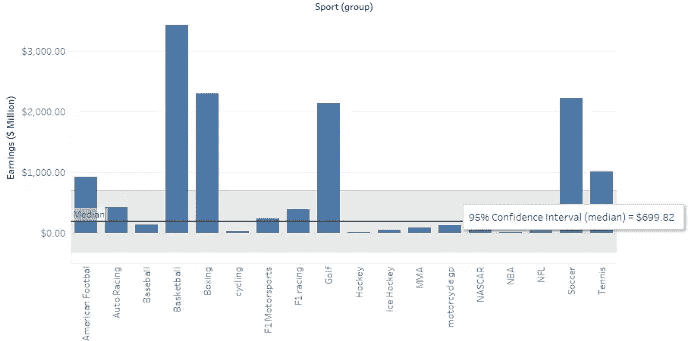 Sport (group)
Earnings ($ Million)
$3,000.00
$2,000.00
$1,000.00
$0.00
Median
95% Confidence Interval (median) = $699.82
American Footbal
Auto Racing
Baseball
Basketball
Boxing
cycling
F1 Motorsports
F1 racing
Golf
Hockey
Ice Hockey
MMA
motorcycle gp
NASCAR
NBA
NFL
Soccer
Tennis